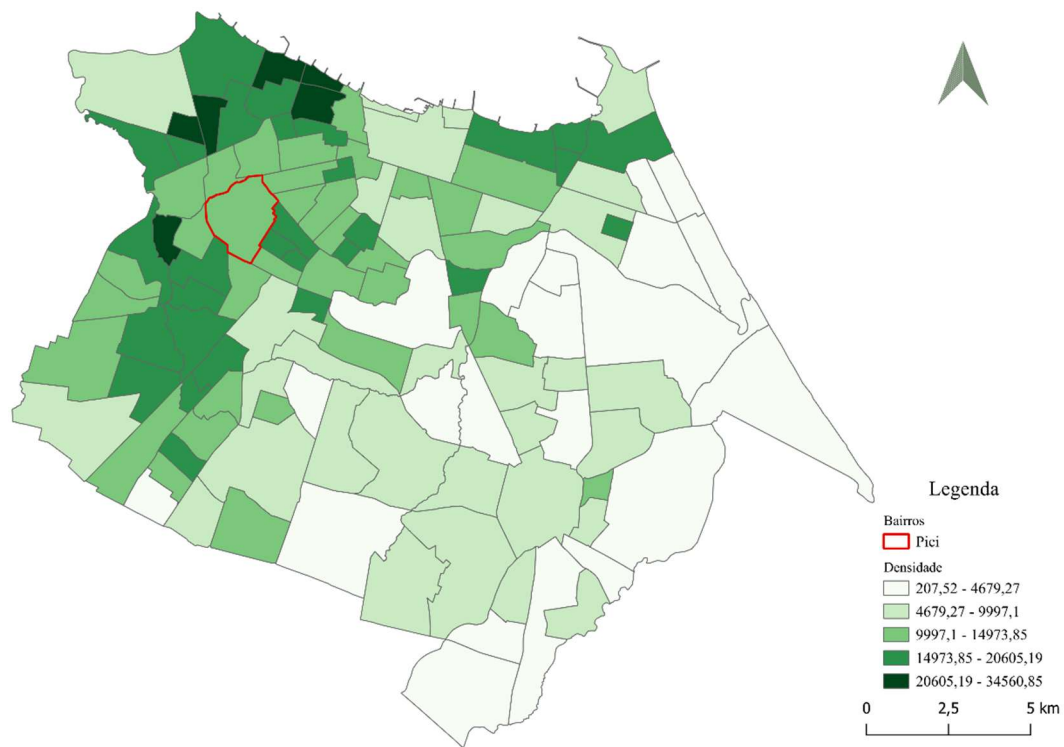 Legenda
Bairros
Pici
Densidade
207,52 - 4679,27
4679,27 - 9997,1
9997,1 - 14973,85
14973,85 - 20605,19
20605,19 - 34560,85
0 2,5 5 km